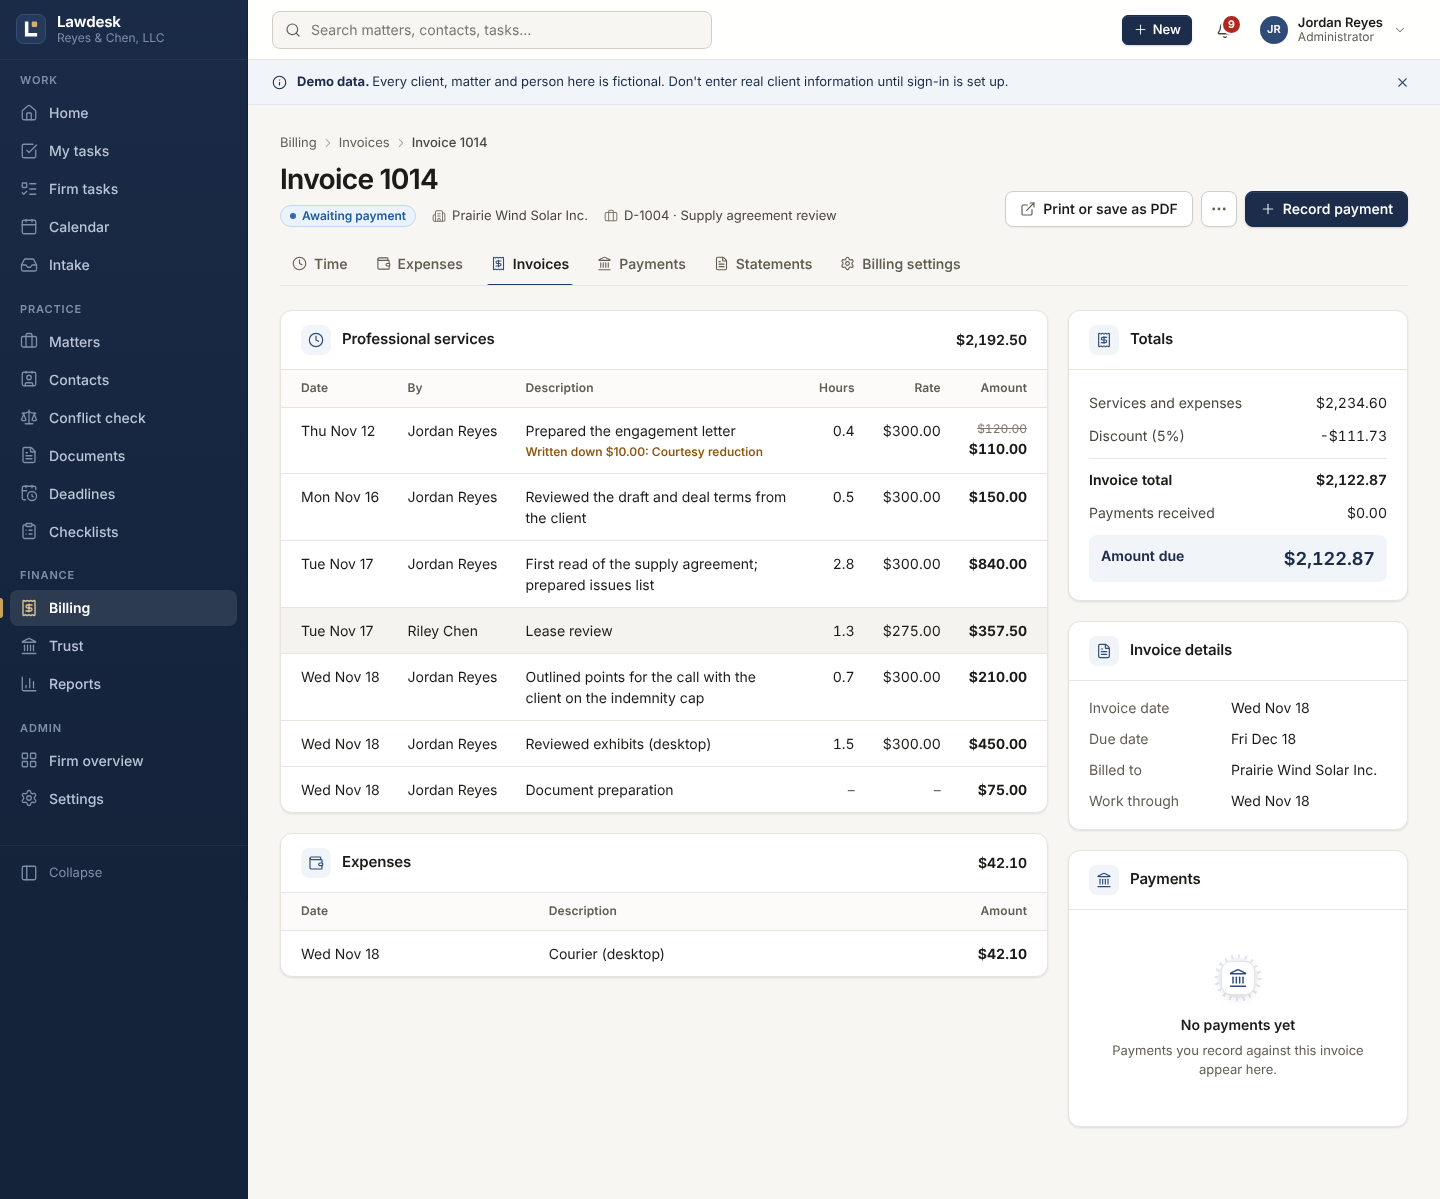 Lawdesk
Reyes & Chen, LLC
WORK
Home
My tasks
Firm tasks
Calendar
Intake
PRACTICE
Matters
Contacts
Conflict check
Documents
Deadlines
Checklists
FINANCE
Billing
Trust
Reports
ADMIN
Firm overview
Settings
Collapse
Search matters, contacts, tasks...
New
9
JR
Jordan Reyes
Administrator
Demo data. Every client, matter and person here is fictional. Don't enter real client information until sign-in is set up.
Billing > Invoices > Invoice 1014
Invoice 1014
Awaiting payment Prairie Wind Solar Inc. D-1004 · Supply agreement review
Print or save as PDF
Record payment
Time Expenses Invoices Payments Statements Billing settings
Professional services $2,192.50
Date By Description Hours Rate Amount
Thu Nov 12 Jordan Reyes Prepared the engagement letter 0.4 $300.00 $120.00
Written down $10.00: Courtesy reduction $110.00
Mon Nov 16 Jordan Reyes Reviewed the draft and deal terms from 0.5 $300.00 $150.00
the client
Tue Nov 17 Jordan Reyes First read of the supply agreement; 2.8 $300.00 $840.00
prepared issues list
Tue Nov 17 Riley Chen Lease review 1.3 $275.00 $357.50
Wed Nov 18 Jordan Reyes Outlined points for the call with the 0.7 $300.00 $210.00
client on the indemnity cap
Wed Nov 18 Jordan Reyes Reviewed exhibits (desktop) 1.5 $300.00 $450.00
Wed Nov 18 Jordan Reyes Document preparation – – $75.00
Expenses $42.10
Date Description Amount
Wed Nov 18 Courier (desktop) $42.10
Totals
Services and expenses $2,234.60
Discount (5%) -$111.73
Invoice total $2,122.87
Payments received $0.00
Amount due $2,122.87
Invoice details
Invoice date Wed Nov 18
Due date Fri Dec 18
Billed to Prairie Wind Solar Inc.
Work through Wed Nov 18
Payments
No payments yet
Payments you record against this invoice
appear here.